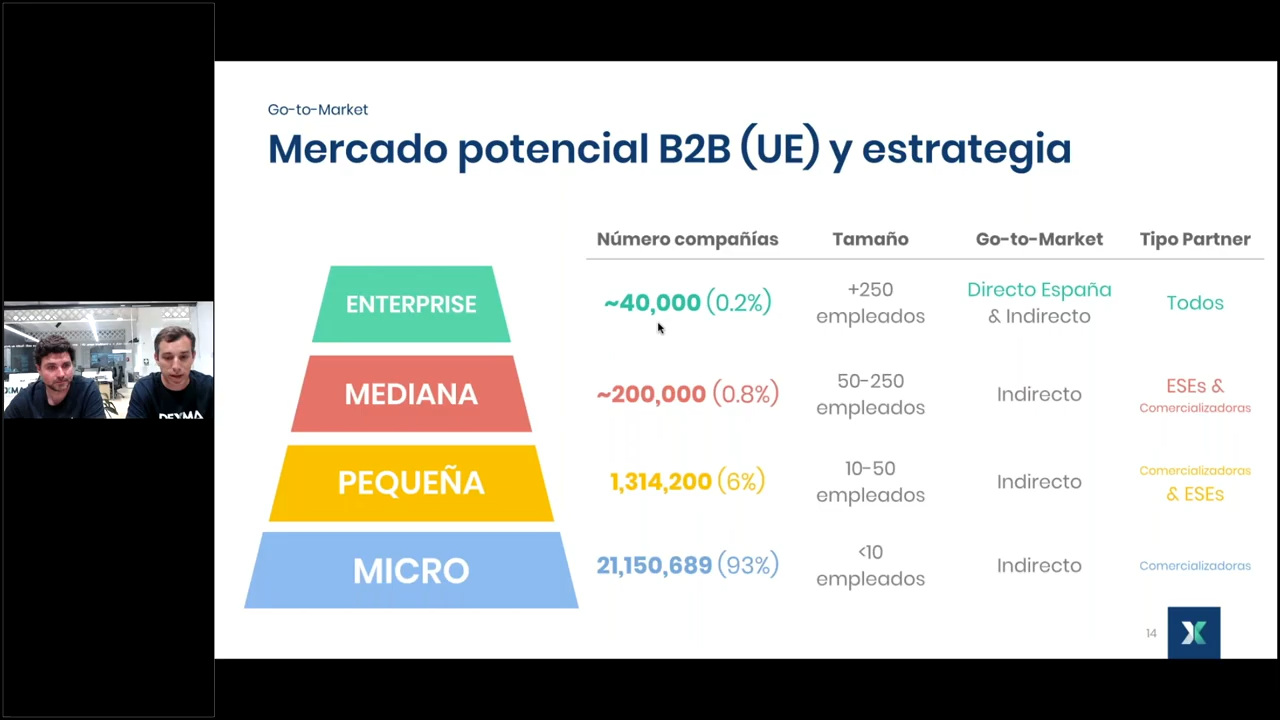 Go-to-Market
Mercado potencial B2B (UE) y estrategia
Número compañías Tamaño Go-to-Market Tipo Partner
ENTERPRISE ~40,000 (0.2%) +250 empleados Directo España & Indirecto Todos
MEDIANA ~200,000 (0.8%) 50-250 empleados Indirecto ESEs & Comercializadoras
PEQUEÑA 1,314,200 (6%) 10-50 empleados Indirecto Comercializadoras & ESEs
MICRO 21,150,689 (93%) <10 empleados Indirecto Comercializadoras
14
DEXMA